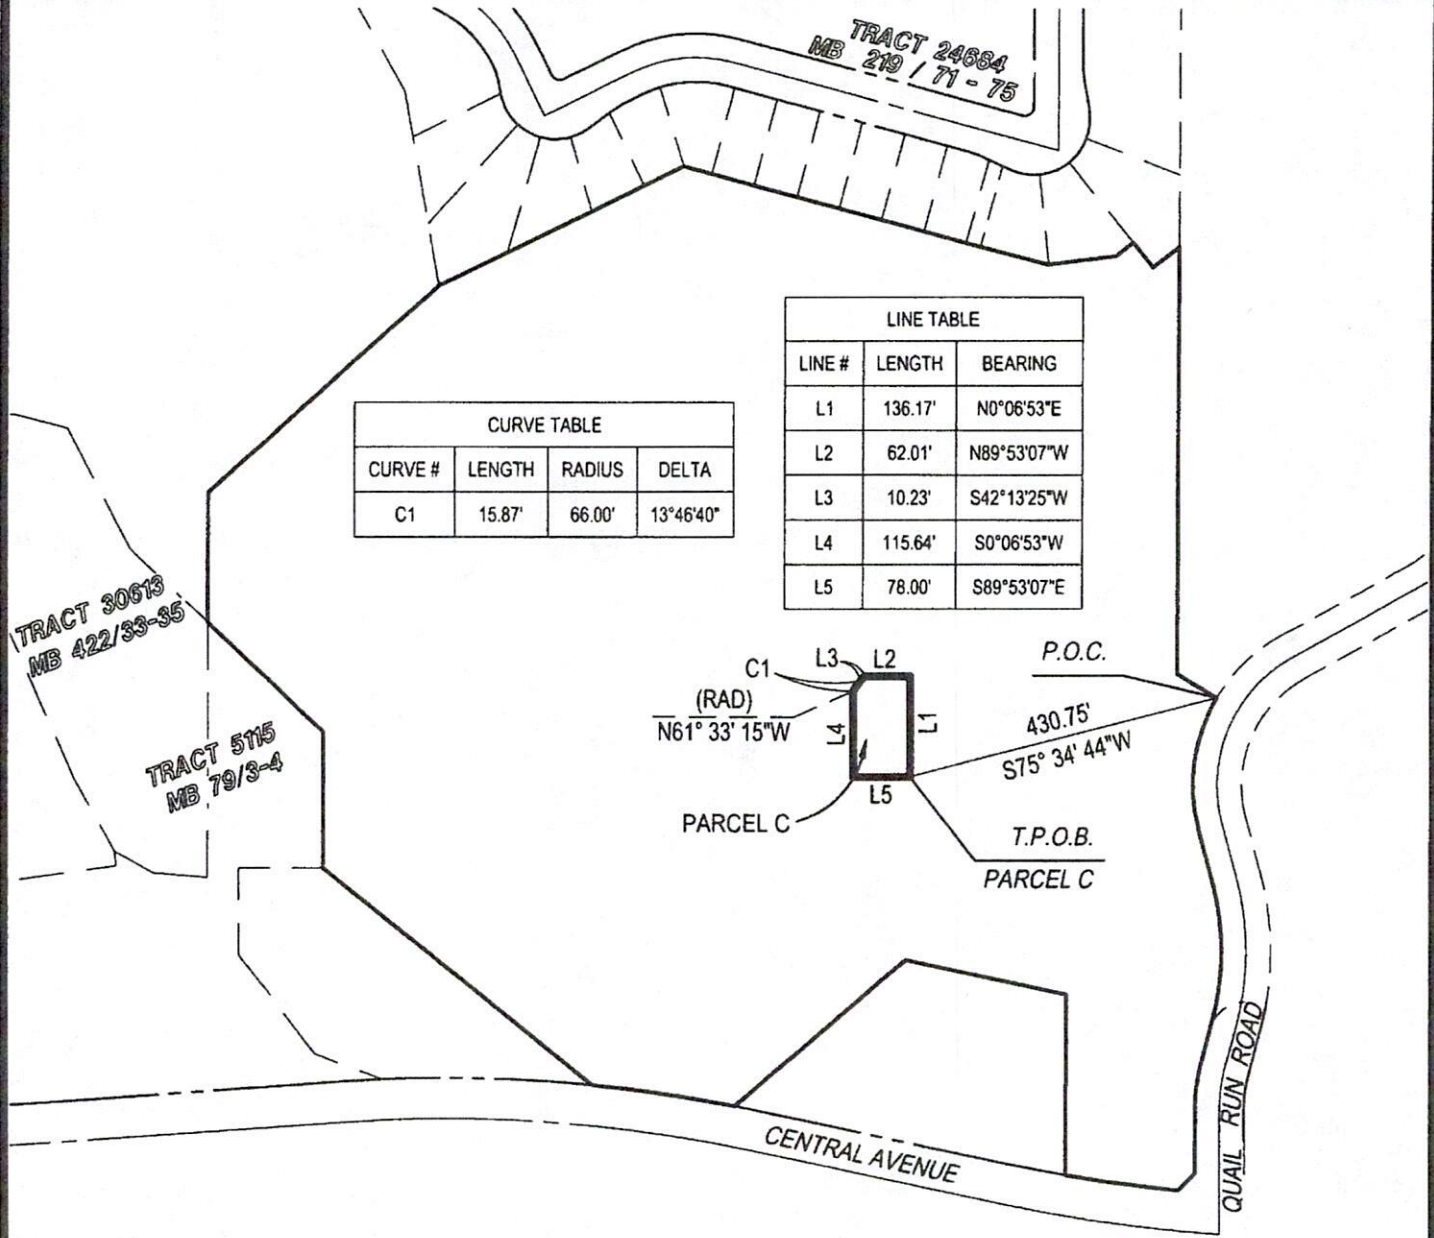 TRACT 24684
MB 219 / 71 - 75
LINE TABLE
LINE # LENGTH BEARING
L1 136.17' N0°06'53"E
L2 62.01' N89°53'07"W
L3 10.23' S42°13'25"W
L4 115.64' S0°06'53"W
L5 78.00' S89°53'07"E
CURVE TABLE
CURVE # LENGTH RADIUS DELTA
C1 15.87' 66.00' 13°46'40"
TRACT 30613
MB 422/33-35
TRACT 5115
MB 79/3-4
C1
L3
L2
(RAD)
N61° 33' 15"W
L4
L1
L5
PARCEL C
P.O.C.
430.75'
S75° 34' 44"W
T.P.O.B.
PARCEL C
CENTRAL AVENUE
QUAIL RUN ROAD